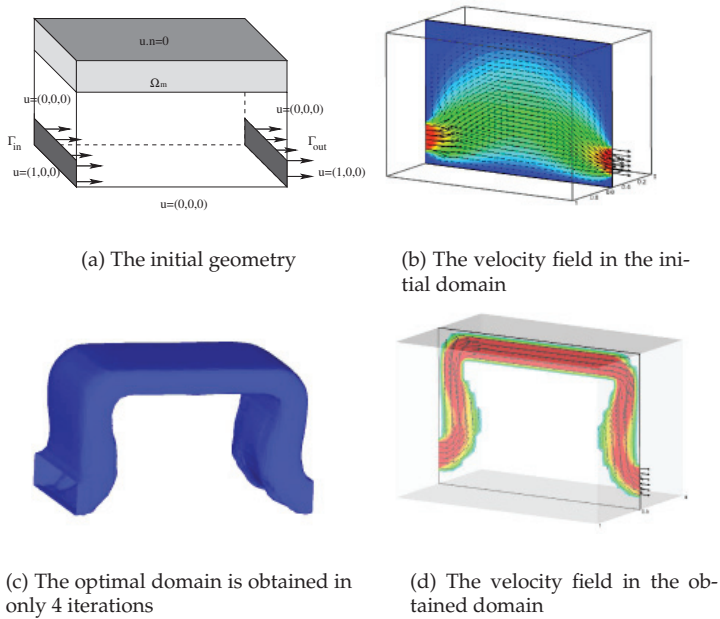 u.n=0
Ωm
u=(0,0,0)
u=(0,0,0)
Γin
Γout
u=(1,0,0)
u=(1,0,0)
u=(0,0,0)
(a) The initial geometry
(b) The velocity field in the ini-
tial domain
(c) The optimal domain is obtained in
only 4 iterations
(d) The velocity field in the ob-
tained domain